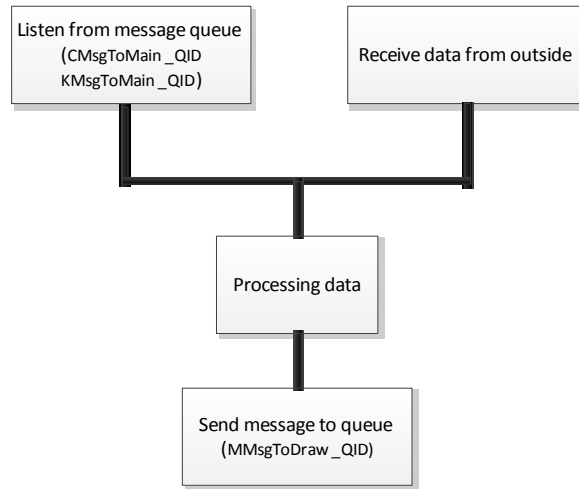 Listen from message queue
(CMsgToMain _QID
KMsgToMain _QID)
Receive data from outside
Processing data
Send message to queue
(MMsgToDraw _QID)